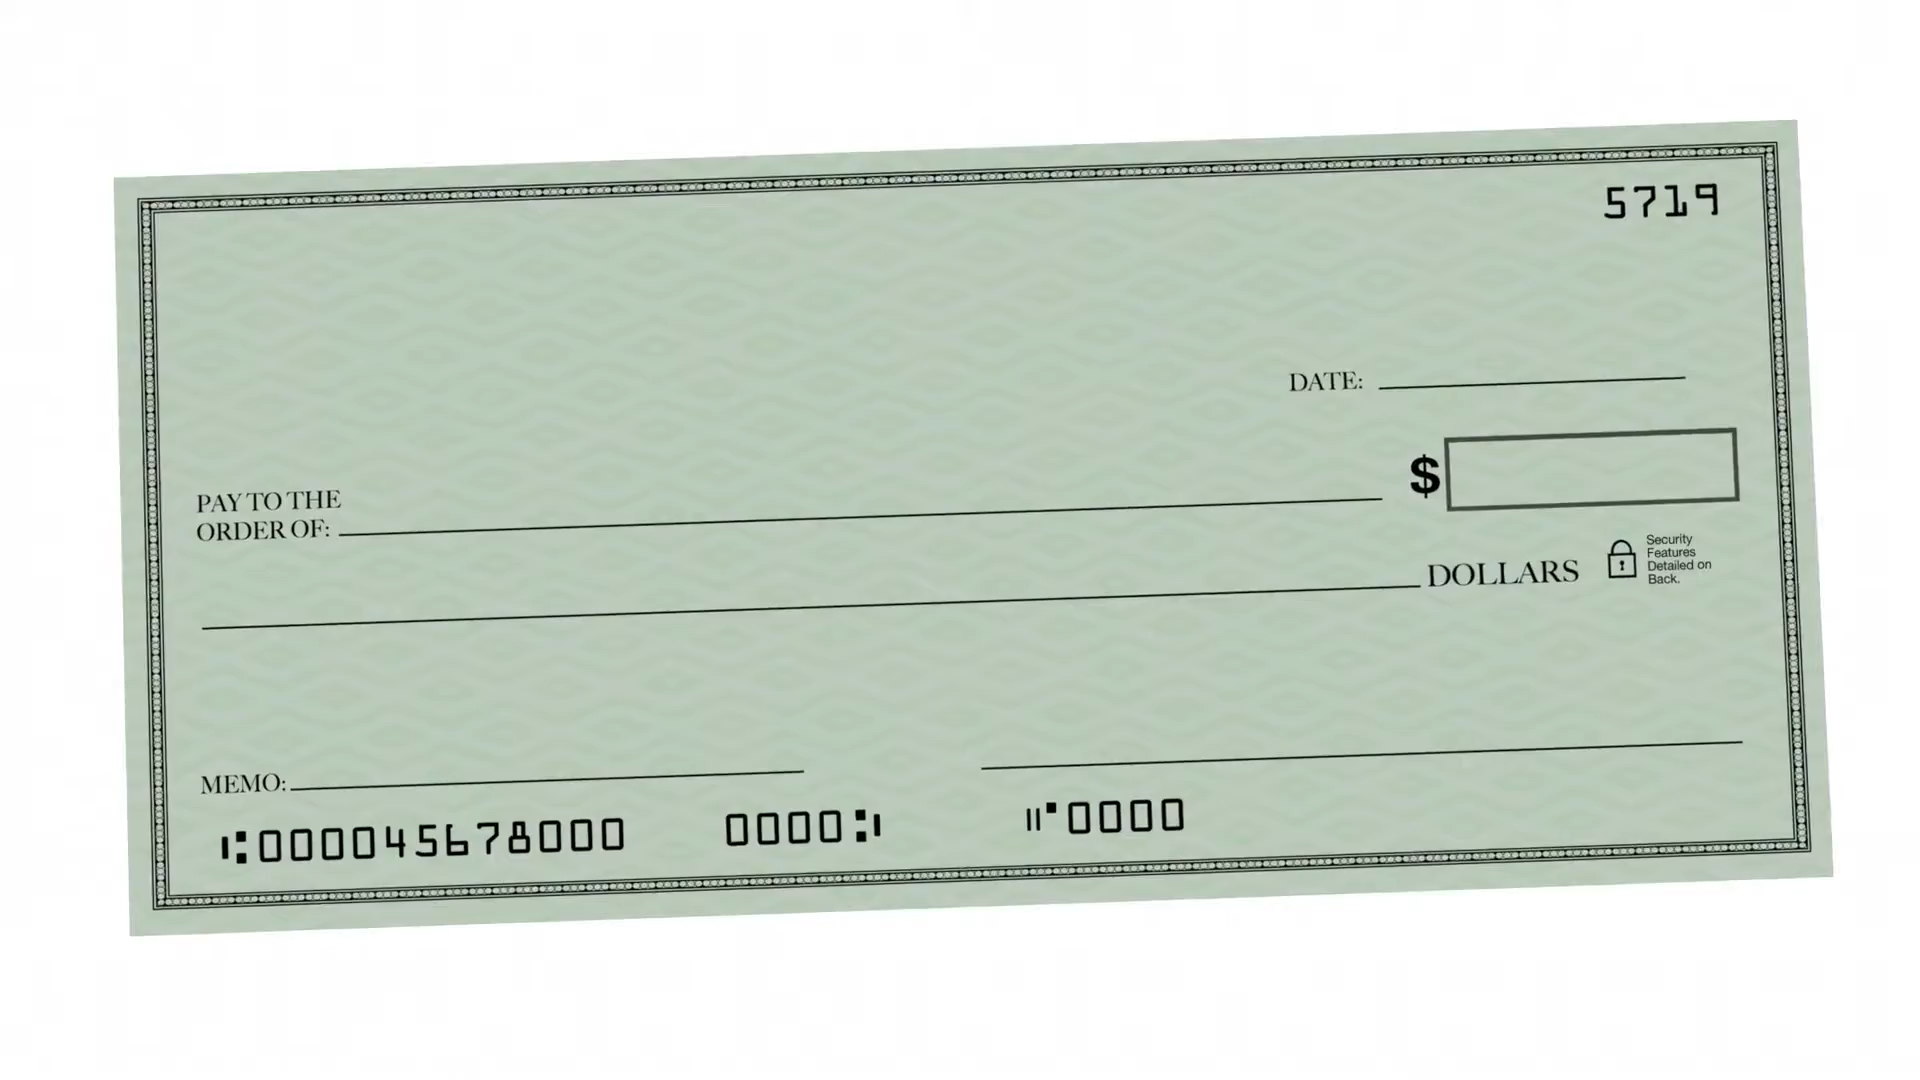 5719
DATE:
PAY TO THE
ORDER OF:
$
DOLLARS
Security
Features
Detailed on
Back.
MEMO:
⑆000045678000 0000⑆ ⑈0000